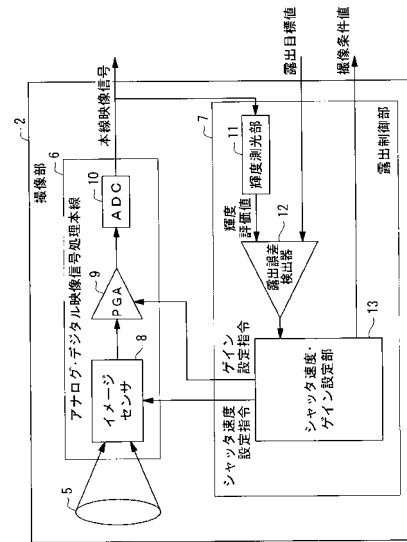 2
撮像部
6
アナログ・デジタル映像信号処理本線
5
イメージ
センサ
8
PGA
9
ADC
10
本線映像信号
シャッタ速度
設定指令
ゲイン
設定指令
7
輝度測光部
11
輝度
評価値
露出誤差
検出器
12
シャッタ速度・
ゲイン設定部
13
露出制御部
露出目標値
撮像条件値